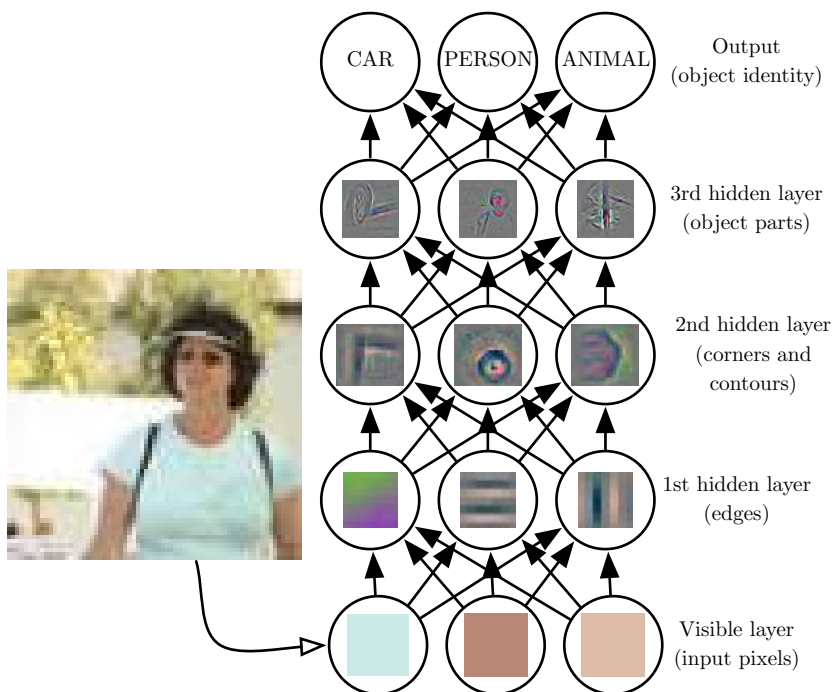 CAR
PERSON
ANIMAL
Output
(object identity)
3rd hidden layer
(object parts)
2nd hidden layer
(corners and
contours)
1st hidden layer
(edges)
Visible layer
(input pixels)